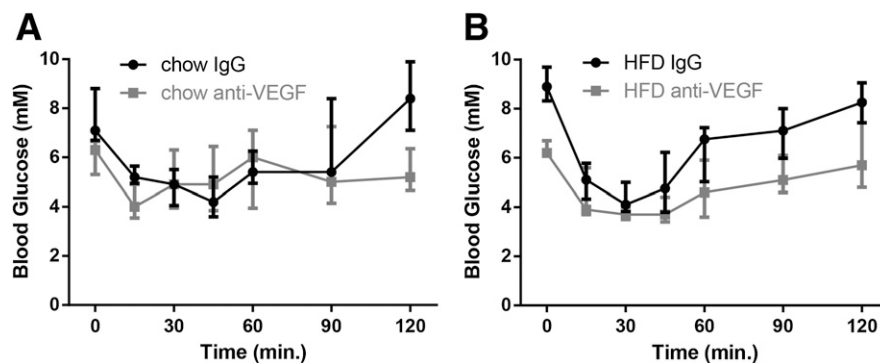 A
chow IgG
chow anti-VEGF
Blood Glucose (mM)
10
8
6
4
2
0
0 30 60 90 120
Time (min.)
B
HFD IgG
HFD anti-VEGF
Blood Glucose (mM)
10
8
6
4
2
0
0 30 60 90 120
Time (min.)